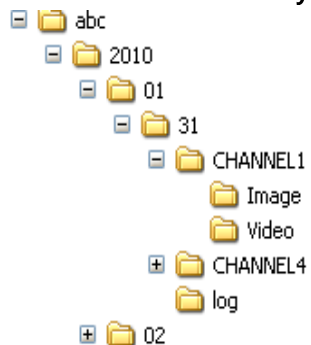 abc
2010
01
31
CHANNEL1
Image
Video
CHANNEL4
log
02